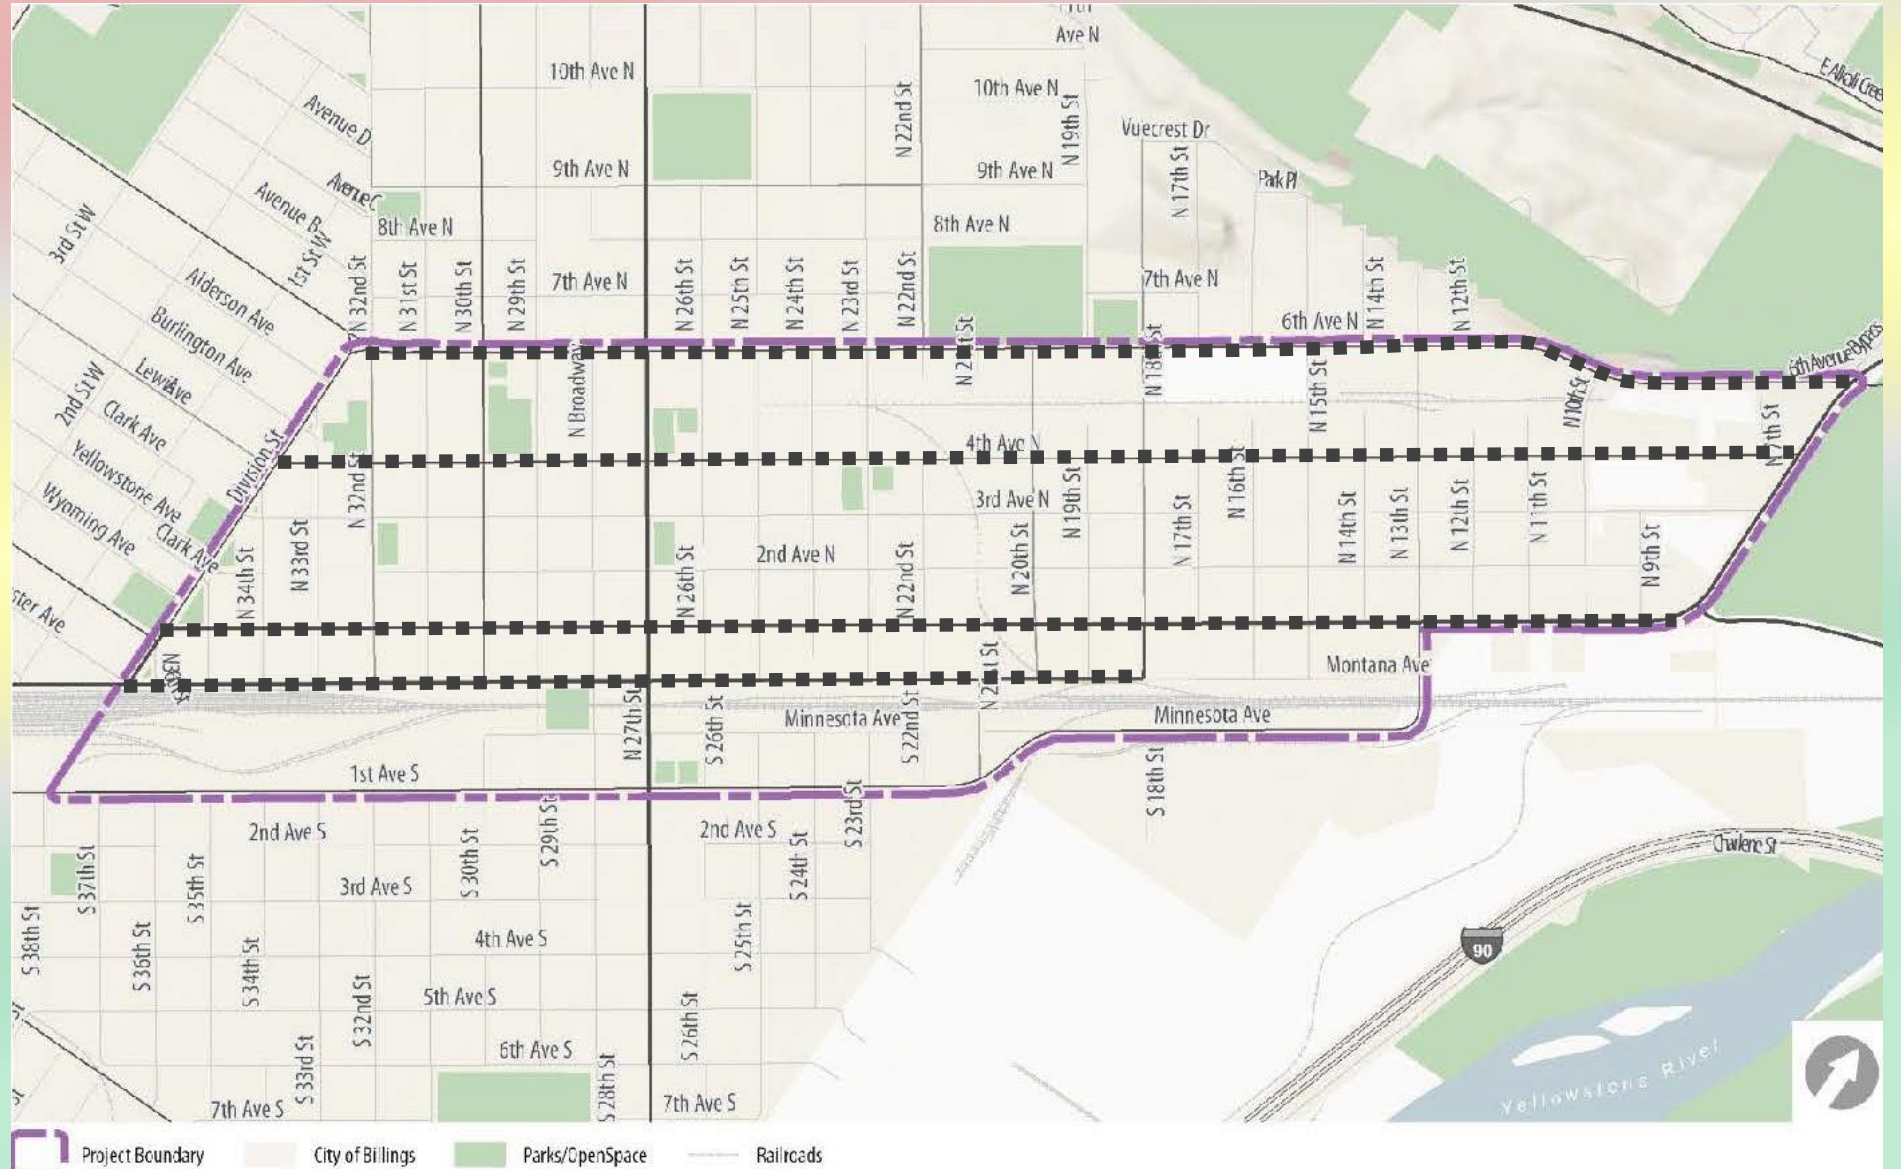 Ave N
10th Ave N
10th Ave N
E Alkali Creek
Avenue D
N 22nd St
N 19th St
Vuecrest Dr
9th Ave N
9th Ave N
N 17th St
Park Pl
Avenue C
Avenue B
3rd St W
1st St W
8th Ave N
8th Ave N
Alderson Ave
N 32nd St
N 31st St
N 30th St
N 29th St
7th Ave N
N 26th St
N 25th St
N 24th St
N 23rd St
N 22nd St
7th Ave N
N 14th St
N 12th St
6th Ave N
Burlington Ave
6th Avenue Bypass
Lewis Ave
2nd St W
Clark Ave
N Broadway
N 21st St
N 18th St
N 15th St
N 10th St
N 7th St
Yellowstone Ave
Division St
4th Ave N
Wyoming Ave
Clark Ave
N 32nd St
3rd Ave N
N 19th St
N 16th St
N 17th St
N 14th St
N 13th St
N 12th St
N 11th St
N 34th St
N 33rd St
N 26th St
2nd Ave N
N 22nd St
N 20th St
N 9th St
ster Ave
N 21st St
Montana Ave
N 27th St
S 26th St
Minnesota Ave
S 22nd St
Minnesota Ave
1st Ave S
S 18th St
2nd Ave S
S 29th St
2nd Ave S
S 23rd St
S 24th St
Charlene St
S 37th St
S 35th St
3rd Ave S
S 30th St
S 38th St
S 36th St
S 34th St
4th Ave S
S 25th St
90
S 32nd St
5th Ave S
S 26th St
S 33rd St
6th Ave S
S 28th St
Yellowstone River
7th Ave S
7th Ave S
Project Boundary
City of Billings
Parks/OpenSpace
Railroads